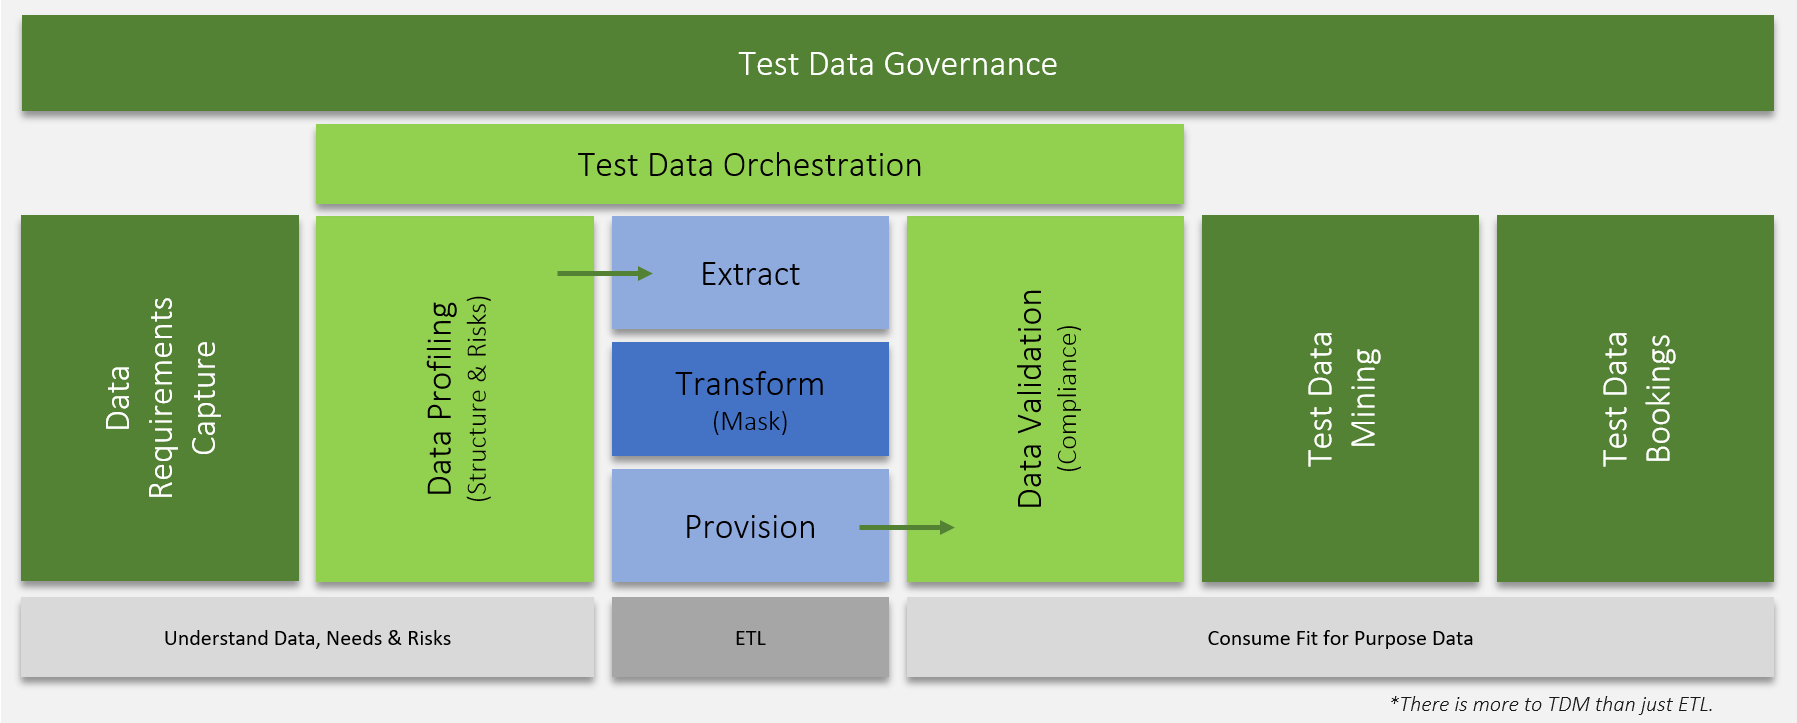 Test Data Governance
Test Data Orchestration
Data
Requirements
Capture
Data Profiling
(Structure & Risks)
Extract
Transform
(Mask)
Provision
Data Validation
(Compliance)
Test Data
Mining
Test Data
Bookings
Understand Data, Needs & Risks
ETL
Consume Fit for Purpose Data
*There is more to TDM than just ETL.